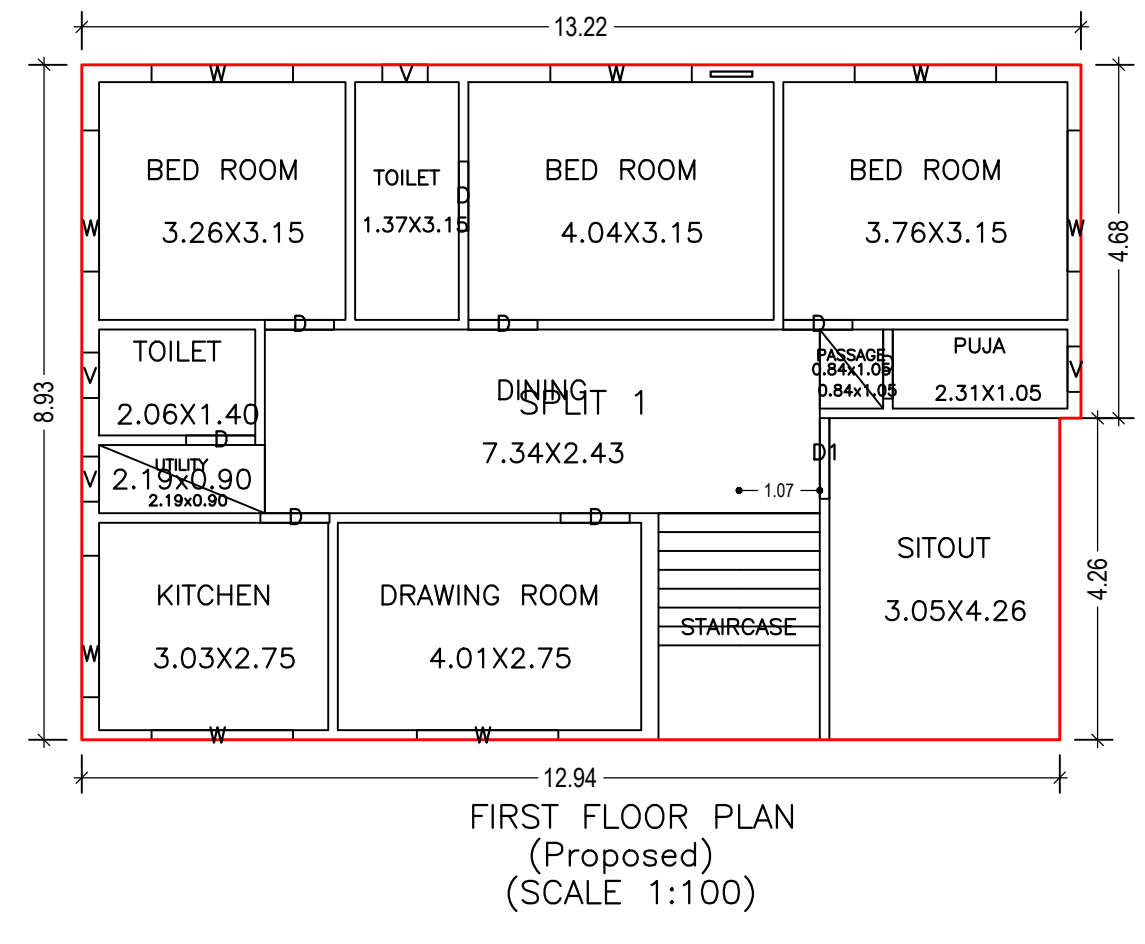 13.22
W
V
W
W
BED ROOM
3.26X3.15
TOILET
1.37X3.15
D
BED ROOM
4.04X3.15
BED ROOM
3.76X3.15
W
W
4.68
D
D
D
8.93
TOILET
2.06X1.40
V
D
DINING
SPLIT 1
7.34X2.43
PASSAGE
0.84x1.05
0.84x1.05
D
PUJA
2.31X1.05
V
V
UTILITY
2.19x0.90
2.19x0.90
D1
1.07
D
D
KITCHEN
3.03X2.75
W
W
DRAWING ROOM
4.01X2.75
W
STAIRCASE
SITOUT
3.05X4.26
4.26
12.94
FIRST FLOOR PLAN
(Proposed)
(SCALE 1:100)